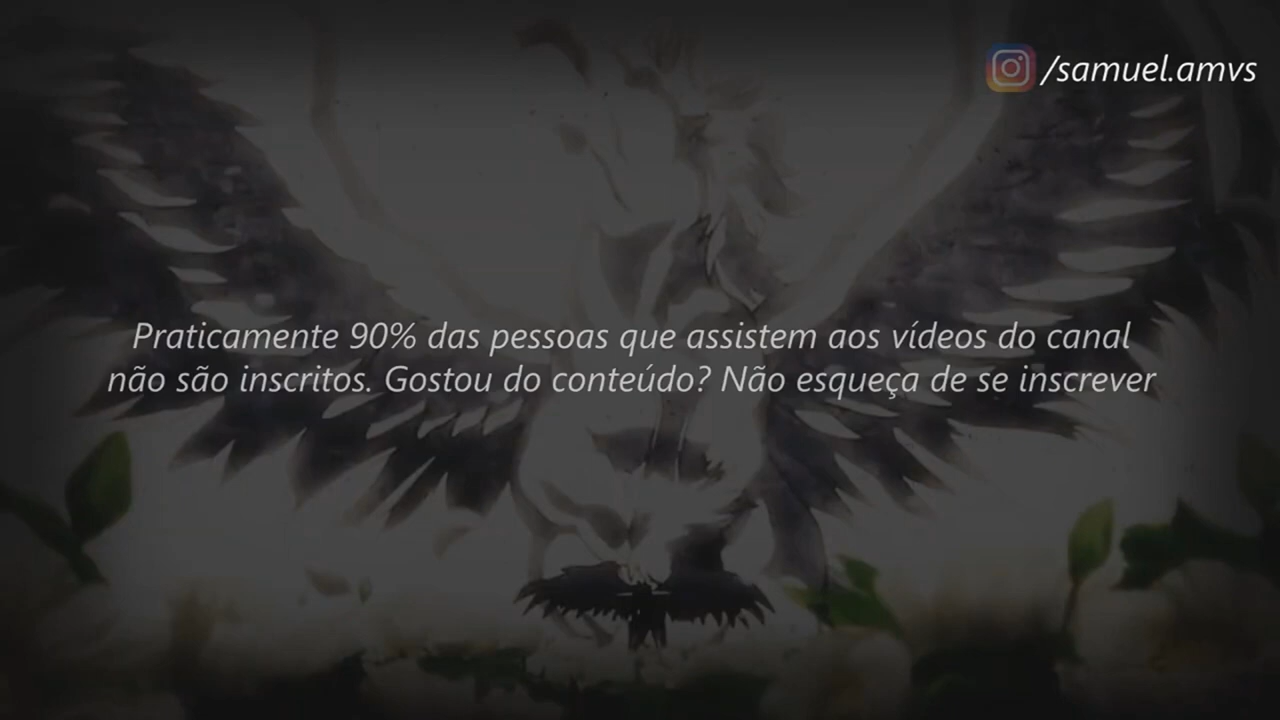 /samuel.amvs
Praticamente 90% das pessoas que assistem aos vídeos do canal
não são inscritos. Gostou do conteúdo? Não esqueça de se inscrever